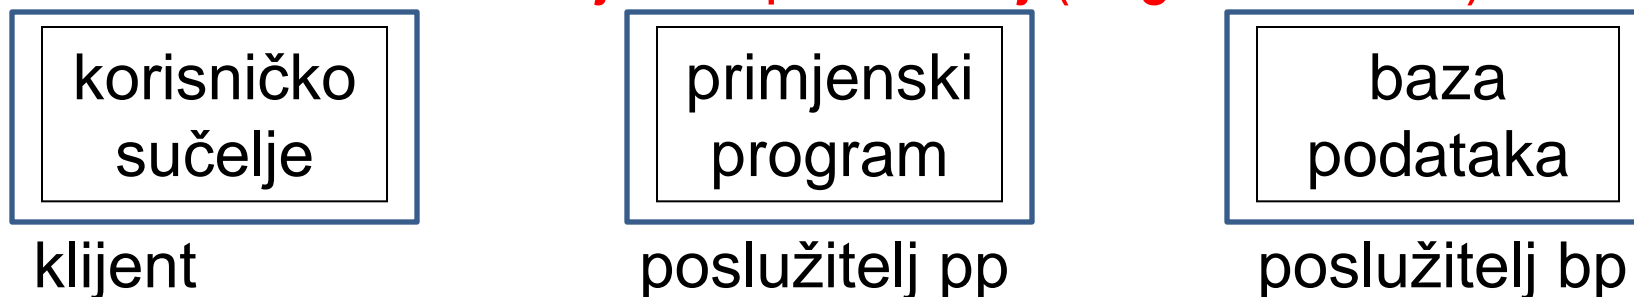 korisničko
sučelje
primjenski
program
baza
podataka
klijent
poslužitelj pp
poslužitelj bp